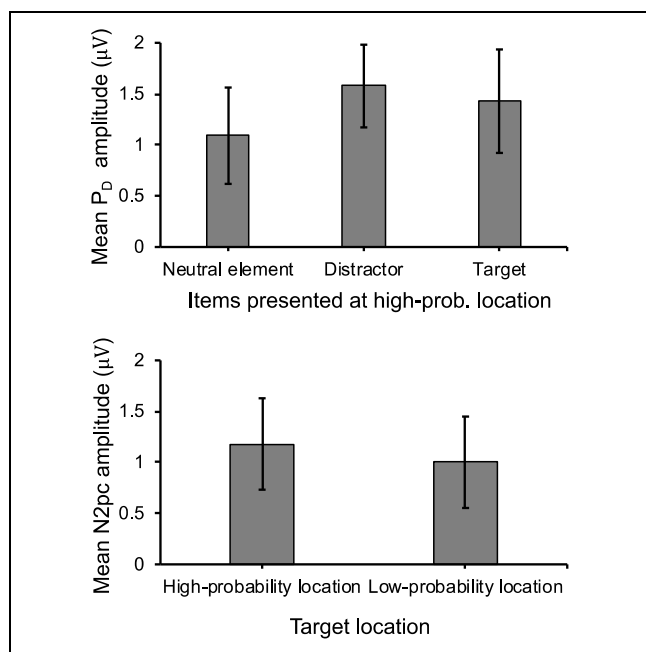 Mean P_D amplitude (μV)
2
1.5
1
0.5
0
Neutral element Distractor Target
Items presented at high-prob. location
Mean N2pc amplitude (μV)
2
1.5
1
0.5
0
High-probability location Low-probability location
Target location